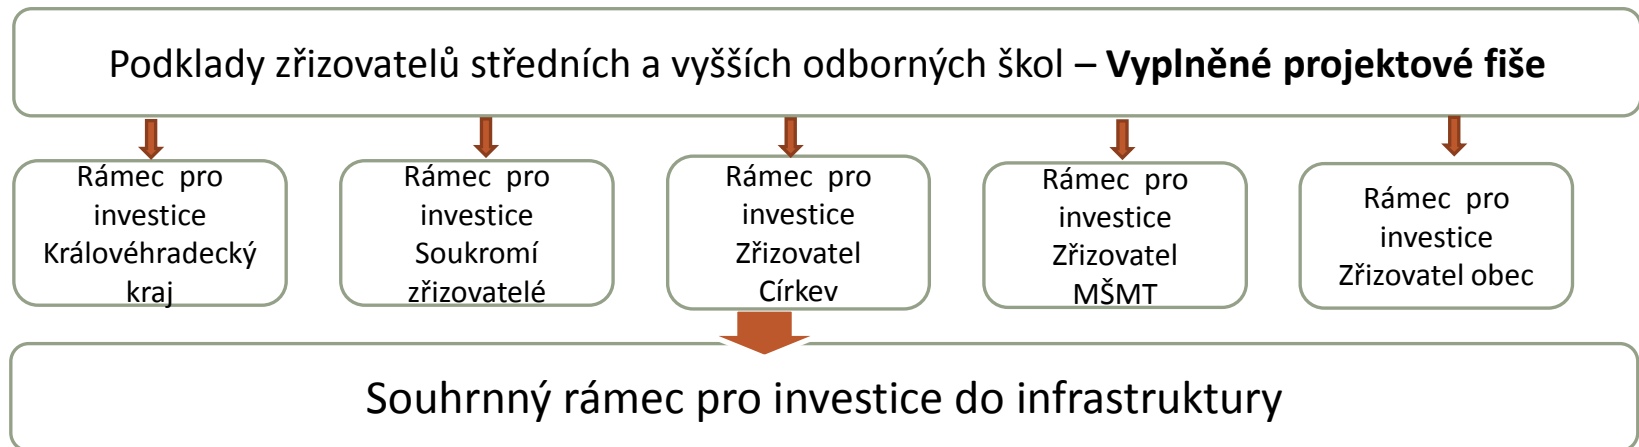 Podklady zřizovatelů středních a vyšších odborných škol – Vyplněné projektové fiše
Rámec pro
investice
Královéhradecký
kraj
Rámec pro
investice
Soukromí
zřizovatelé
Rámec pro
investice
Zřizovatel
Církev
Rámec pro
investice
Zřizovatel
MŠMT
Rámec pro
investice
Zřizovatel obec
Souhrnný rámec pro investice do infrastruktury